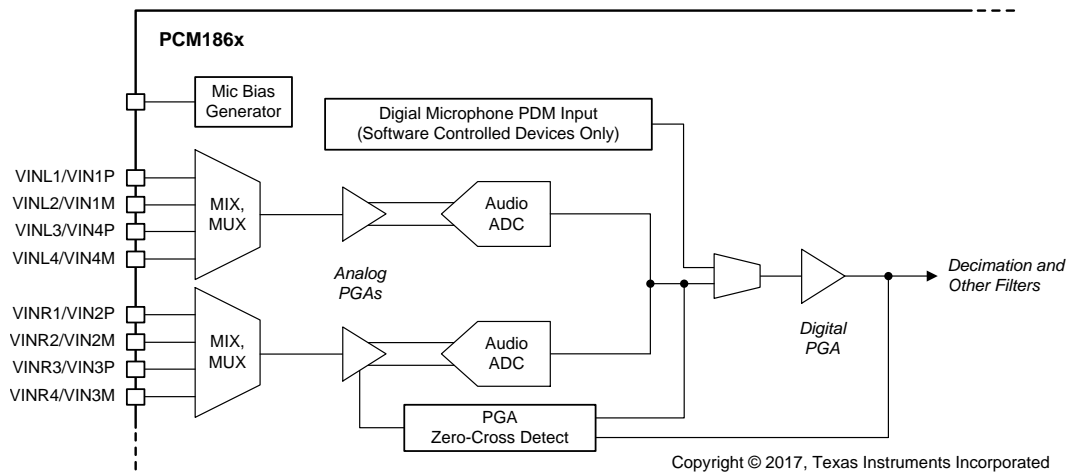 PCM186x
Mic Bias
Generator
Digial Microphone PDM Input
(Software Controlled Devices Only)
VINL1/VIN1P
VINL2/VIN1M
VINL3/VIN4P
VINL4/VIN4M
MIX,
MUX
Audio
ADC
Analog
PGAs
Decimation and
Other Filters
VINR1/VIN2P
VINR2/VIN2M
VINR3/VIN3P
VINR4/VIN3M
MIX,
MUX
Audio
ADC
Digital
PGA
PGA
Zero-Cross Detect
Copyright © 2017, Texas Instruments Incorporated